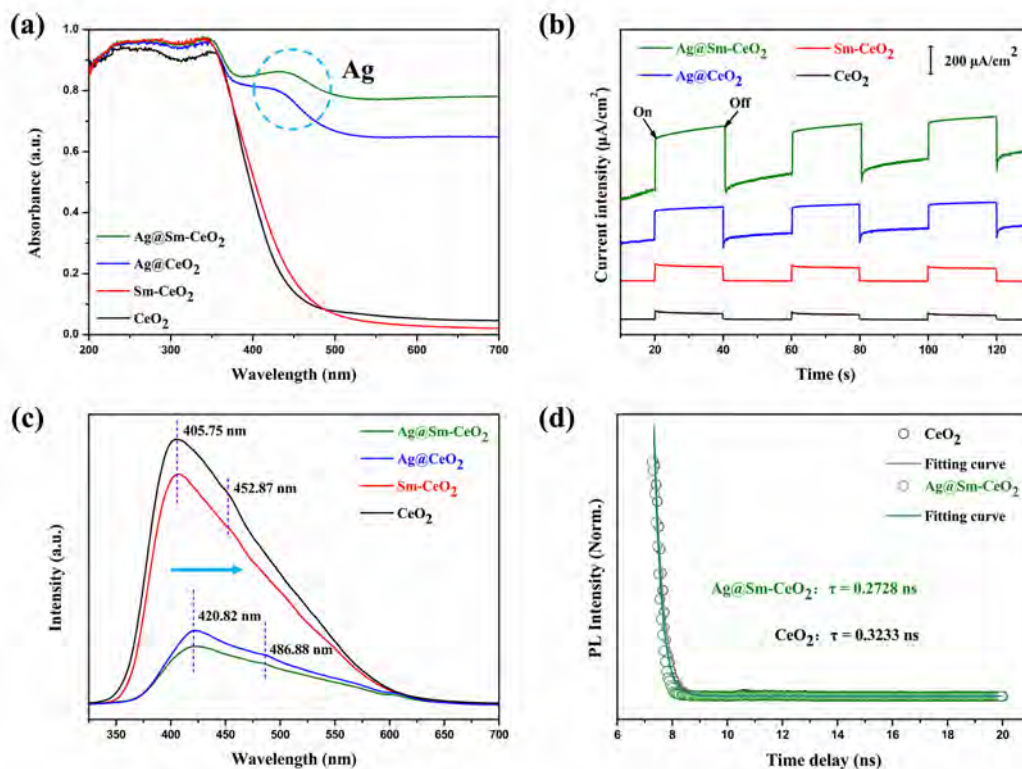 (a)
Absorbance (a.u.)
1.0
0.8
0.6
0.4
0.2
0.0
Ag
Ag@Sm-CeO2
Ag@CeO2
Sm-CeO2
CeO2
200 300 400 500 600 700
Wavelength (nm)
(b)
Current intensity (μA/cm2)
Ag@Sm-CeO2
Sm-CeO2
200 μA/cm2
Ag@CeO2
CeO2
On
Off
20 40 60 80 100 120
Time (s)
(c)
Intensity (a.u.)
405.75 nm
452.87 nm
420.82 nm
486.88 nm
Ag@Sm-CeO2
Ag@CeO2
Sm-CeO2
CeO2
350 400 450 500 550 600 650 700
Wavelength (nm)
(d)
PL Intensity (Norm.)
CeO2
Fitting curve
Ag@Sm-CeO2
Fitting curve
Ag@Sm-CeO2: τ = 0.2728 ns
CeO2: τ = 0.3233 ns
6 8 10 12 14 16 18 20
Time delay (ns)